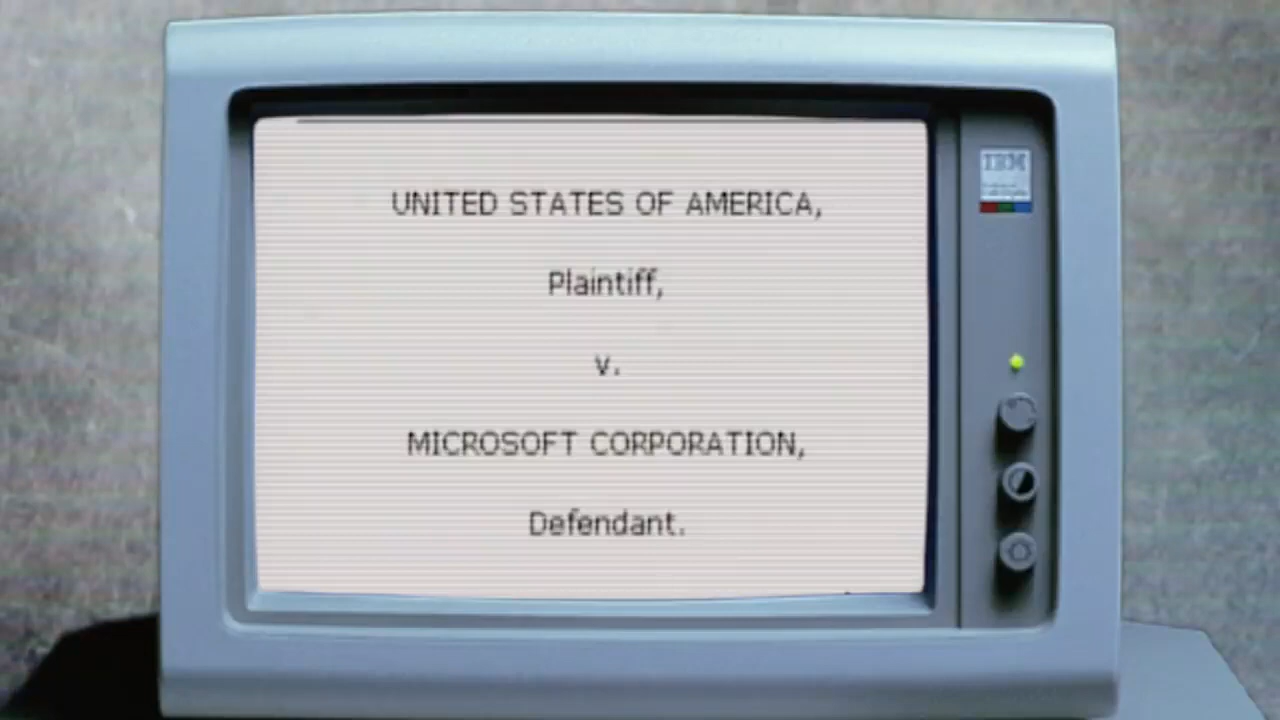 UNITED STATES OF AMERICA,
Plaintiff,
v.
MICROSOFT CORPORATION,
Defendant.
IBM